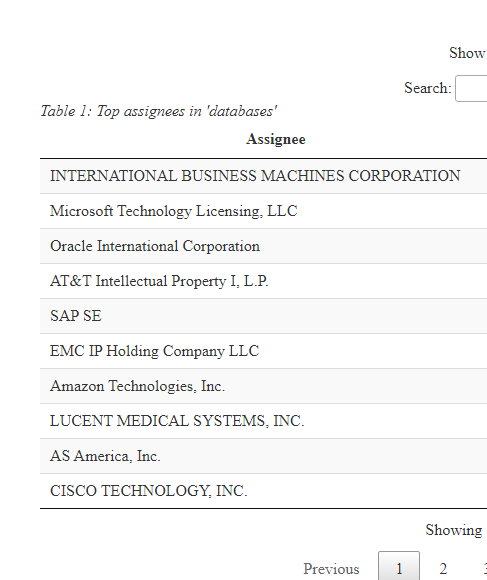 Show
Search:
Table 1: Top assignees in 'databases'
Assignee
INTERNATIONAL BUSINESS MACHINES CORPORATION
Microsoft Technology Licensing, LLC
Oracle International Corporation
AT&T Intellectual Property I, L.P.
SAP SE
EMC IP Holding Company LLC
Amazon Technologies, Inc.
LUCENT MEDICAL SYSTEMS, INC.
AS America, Inc.
CISCO TECHNOLOGY, INC.
Showing
Previous 1 2